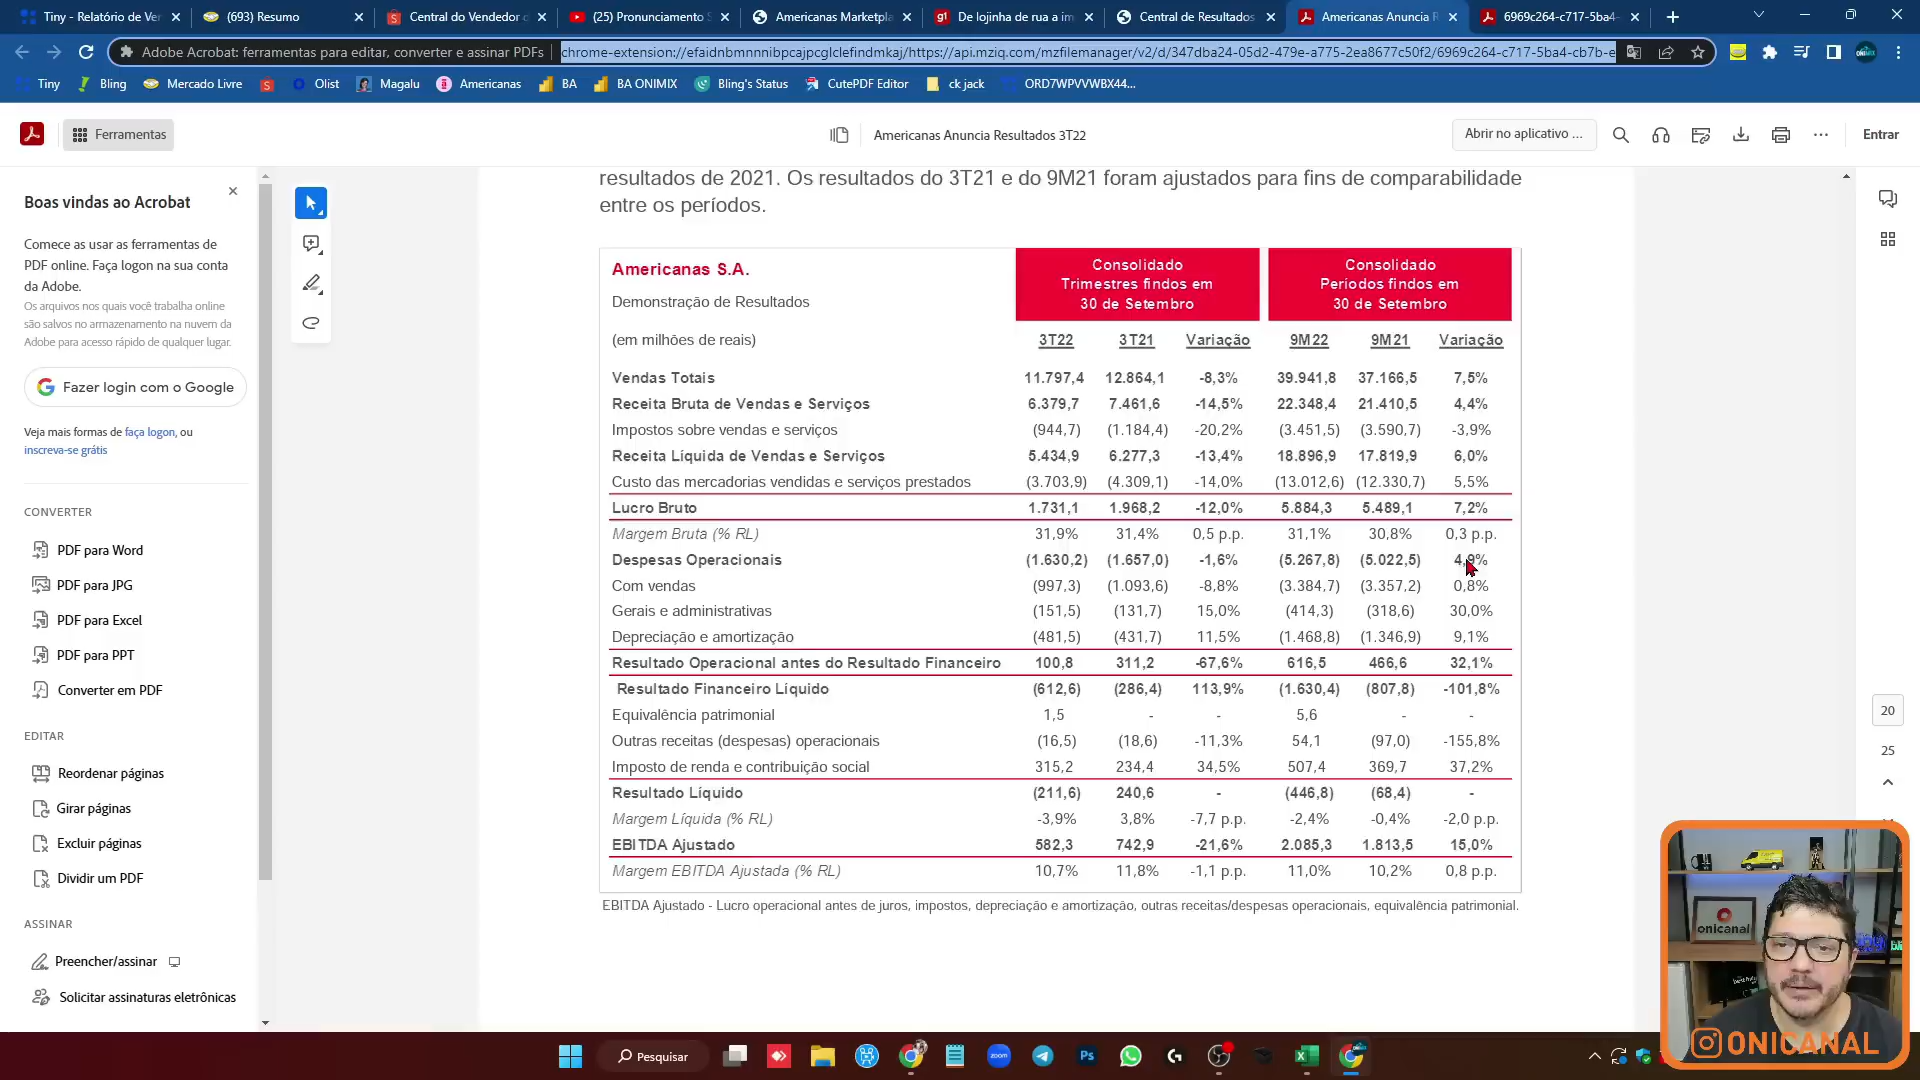 Tiny - Relatório de Ver
(693) Resumo
Central do Vendedor
(25) Pronunciamento S
Americanas Marketpla
De lojinha de rua a im
Central de Resultados
Americanas Anuncia R
6969c264-c717-5ba4-
Adobe Acrobat: ferramentas para editar, converter e assinar PDFs
chrome-extension://efaidnbmnnnibpcajpcglclefindmkaj/https://api.mziq.com/mzfilemanager/v2/d/347dba24-05d2-479e-a775-2ea8677c50f2/6969c264-c717-5ba4-cb7b-e
Tiny
Bling
Mercado Livre
Olist
Magalu
Americanas
BA
BA ONIMIX
Bling's Status
CutePDF Editor
ck jack
ORD7WPVVWBX44...
Ferramentas
Americanas Anuncia Resultados 3T22
Abrir no aplicativo ...
Entrar
Boas vindas ao Acrobat
Comece as usar as ferramentas de
PDF online. Faça logon na sua conta
da Adobe.
Os arquivos nos quais você trabalha online
são salvos no armazenamento na nuvem da
Adobe para acesso rápido de qualquer lugar.
Fazer login com o Google
Veja mais formas de faça logon, ou
inscreva-se grátis
CONVERTER
PDF para Word
PDF para JPG
PDF para Excel
PDF para PPT
Converter em PDF
EDITAR
Reordenar páginas
Girar páginas
Excluir páginas
Dividir um PDF
ASSINAR
Preencher/assinar
Solicitar assinaturas eletrônicas
resultados de 2021. Os resultados do 3T21 e do 9M21 foram ajustados para fins de comparabilidade
entre os períodos.
Americanas S.A.
Demonstração de Resultados
(em milhões de reais)
Consolidado
Trimestres findos em
30 de Setembro
Consolidado
Periodos findos em
30 de Setembro
3T22 3T21 Variação 9M22 9M21 Variação
Vendas Totais 11.797,4 12.864,1 -8,3% 39.941,8 37.166,5 7,5%
Receita Bruta de Vendas e Serviços 6.379,7 7.461,6 -14,5% 22.348,4 21.410,5 4,4%
Impostos sobre vendas e serviços (944,7) (1.184,4) -20,2% (3.451,5) (3.590,7) -3,9%
Receita Líquida de Vendas e Serviços 5.434,9 6.277,3 -13,4% 18.896,9 17.819,9 6,0%
Custo das mercadorias vendidas e serviços prestados (3.703,9) (4.309,1) -14,0% (13.012,6) (12.330,7) 5,5%
Lucro Bruto 1.731,1 1.968,2 -12,0% 5.884,3 5.489,1 7,2%
Margem Bruta (% RL) 31,9% 31,4% 0,5 p.p. 31,1% 30,8% 0,3 p.p.
Despesas Operacionais (1.630,2) (1.657,0) -1,6% (5.267,8) (5.022,5) 4,9%
Com vendas (997,3) (1.093,6) -8,8% (3.384,7) (3.357,2) 0,8%
Gerais e administrativas (151,5) (131,7) 15,0% (414,3) (318,6) 30,0%
Depreciação e amortização (481,5) (431,7) 11,5% (1.468,8) (1.346,9) 9,1%
Resultado Operacional antes do Resultado Financeiro 100,8 311,2 -67,6% 616,5 466,6 32,1%
Resultado Financeiro Líquido (612,6) (286,4) 113,9% (1.630,4) (807,8) -101,8%
Equivalência patrimonial 1,5 - - 5,6 - -
Outras receitas (despesas) operacionais (16,5) (18,6) -11,3% 54,1 (97,0) -155,8%
Imposto de renda e contribuição social 315,2 234,4 34,5% 507,4 369,7 37,2%
Resultado Líquido (211,6) 240,6 - (446,8) (68,4) -
Margem Líquida (% RL) -3,9% 3,8% -7,7 p.p. -2,4% -0,4% -2,0 p.p.
EBITDA Ajustado 582,3 742,9 -21,6% 2.085,3 1.813,5 15,0%
Margem EBITDA Ajustada (% RL) 10,7% 11,8% -1,1 p.p. 11,0% 10,2% 0,8 p.p.
EBITDA Ajustado - Lucro operacional antes de juros, impostos, depreciação e amortização, outras receitas/despesas operacionais, equivalência patrimonial.
20
25
onicanal
ONICANAL
Pesquisar
zoom
Ps